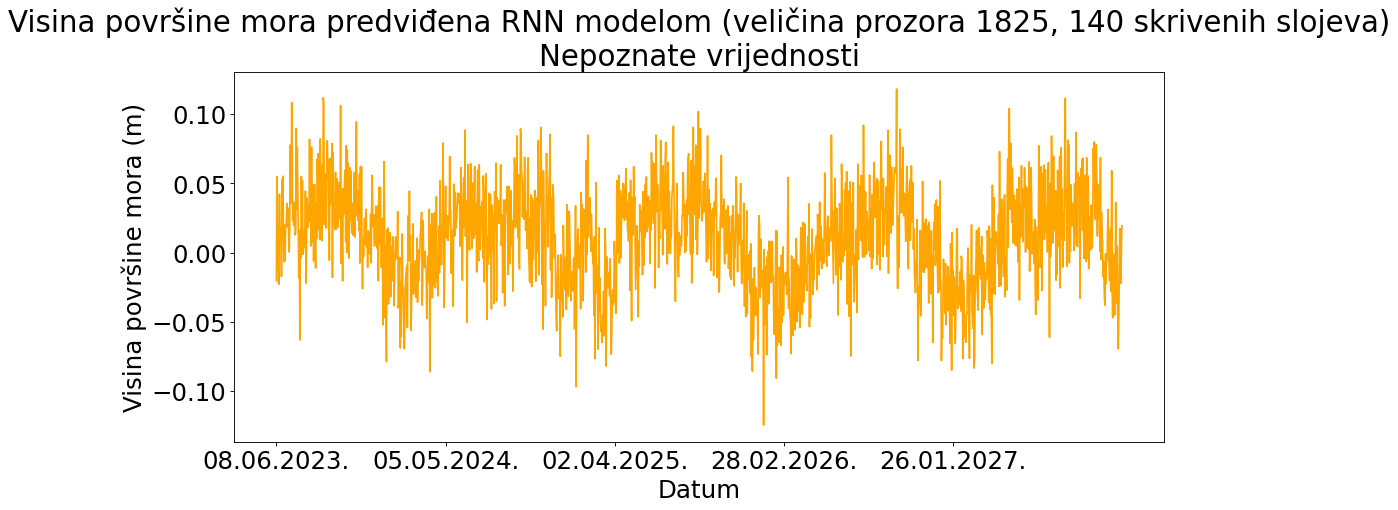 Visina površine mora predviđena RNN modelom (veličina prozora 1825, 140 skrivenih slojeva)
Nepoznate vrijednosti
Visina površine mora (m)
0.10
0.05
0.00
−0.05
−0.10
08.06.2023. 05.05.2024. 02.04.2025. 28.02.2026. 26.01.2027.
Datum